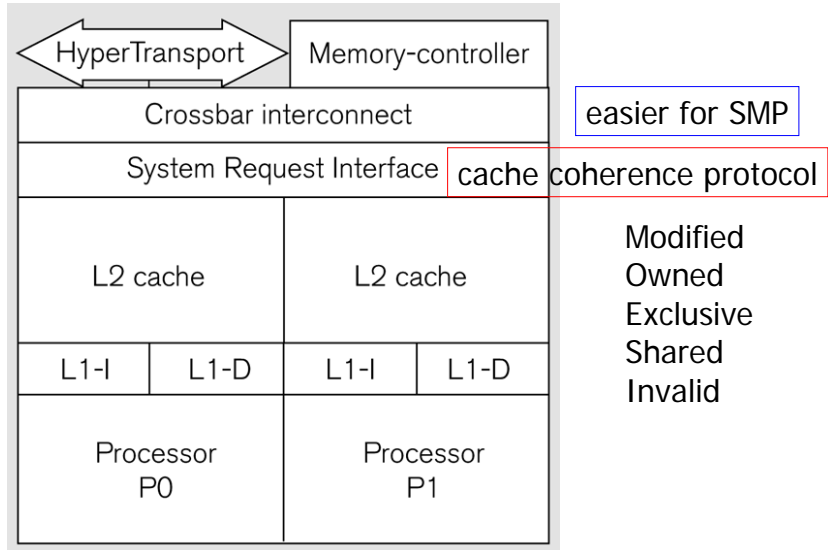 HyperTransport
Memory-controller
Crossbar interconnect
easier for SMP
System Request Interface
cache coherence protocol
L2 cache
L2 cache
Modified
Owned
Exclusive
Shared
Invalid
L1-I
L1-D
L1-I
L1-D
Processor
P0
Processor
P1